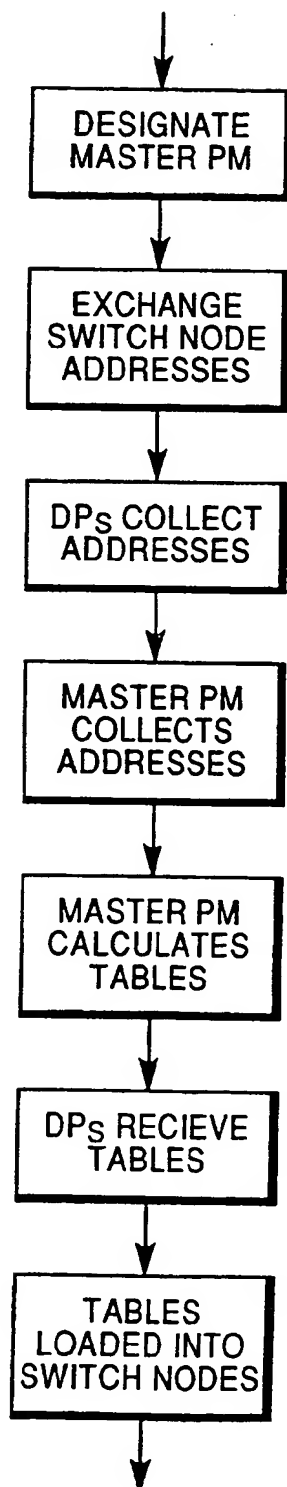 DESIGNATE
MASTER PM
EXCHANGE
SWITCH NODE
ADDRESSES
DPS COLLECT
ADDRESSES
MASTER PM
COLLECTS
ADDRESSES
MASTER PM
CALCULATES
TABLES
DPS RECIEVE
TABLES
TABLES
LOADED INTO
SWITCH NODES